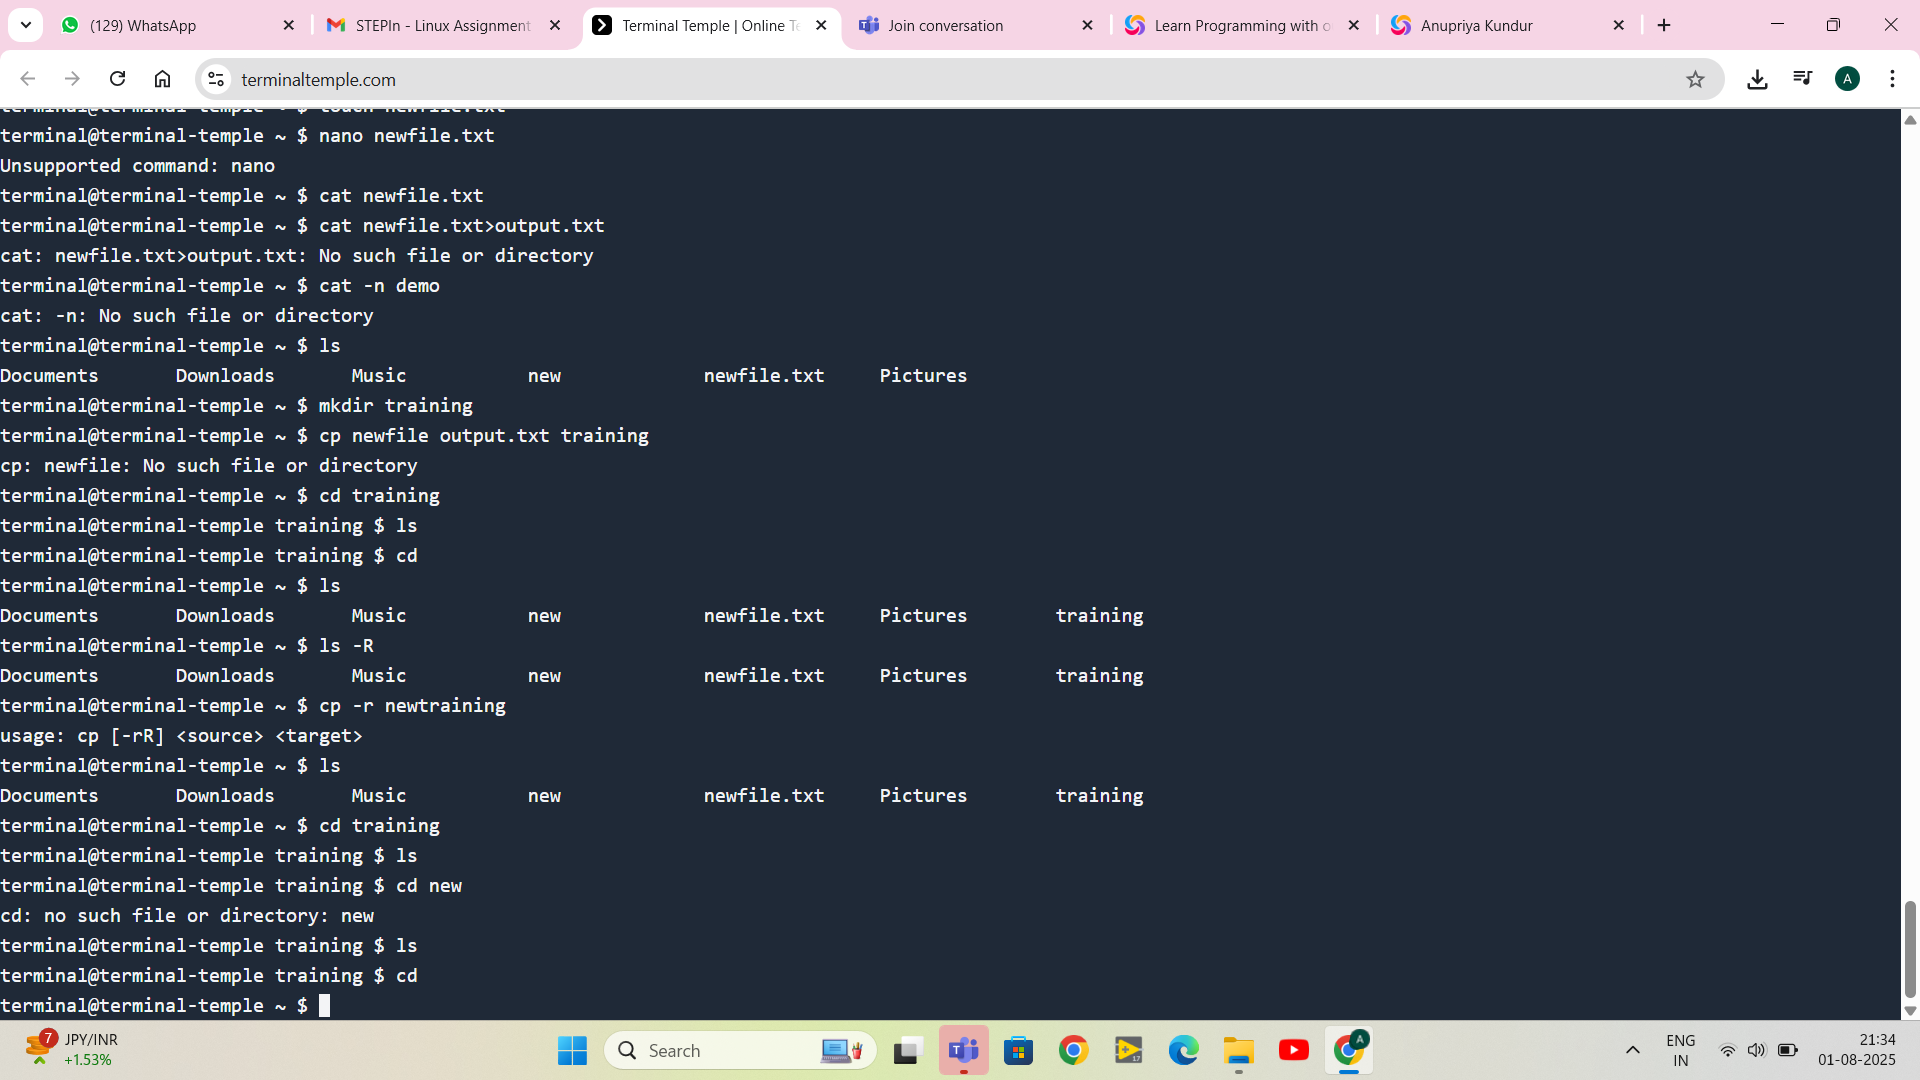 (129) WhatsApp
STEPIn - Linux Assignment
Terminal Temple | Online Te
Join conversation
Learn Programming with o
Anupriya Kundur
terminaltemple.com
A
terminal@terminal-temple ~ $ touch newfile.txt
terminal@terminal-temple ~ $ nano newfile.txt
Unsupported command: nano
terminal@terminal-temple ~ $ cat newfile.txt
terminal@terminal-temple ~ $ cat newfile.txt>output.txt
cat: newfile.txt>output.txt: No such file or directory
terminal@terminal-temple ~ $ cat -n demo
cat: -n: No such file or directory
terminal@terminal-temple ~ $ ls
Documents Downloads Music new newfile.txt Pictures
terminal@terminal-temple ~ $ mkdir training
terminal@terminal-temple ~ $ cp newfile output.txt training
cp: newfile: No such file or directory
terminal@terminal-temple ~ $ cd training
terminal@terminal-temple training $ ls
terminal@terminal-temple training $ cd
terminal@terminal-temple ~ $ ls
Documents Downloads Music new newfile.txt Pictures training
terminal@terminal-temple ~ $ ls -R
Documents Downloads Music new newfile.txt Pictures training
terminal@terminal-temple ~ $ cp -r newtraining
usage: cp [-rR] <source> <target>
terminal@terminal-temple ~ $ ls
Documents Downloads Music new newfile.txt Pictures training
terminal@terminal-temple ~ $ cd training
terminal@terminal-temple training $ ls
terminal@terminal-temple training $ cd new
cd: no such file or directory: new
terminal@terminal-temple training $ ls
terminal@terminal-temple training $ cd
terminal@terminal-temple ~ $
7
JPY/INR
+1.53%
Search
17
A
ENG
IN
21:34
01-08-2025